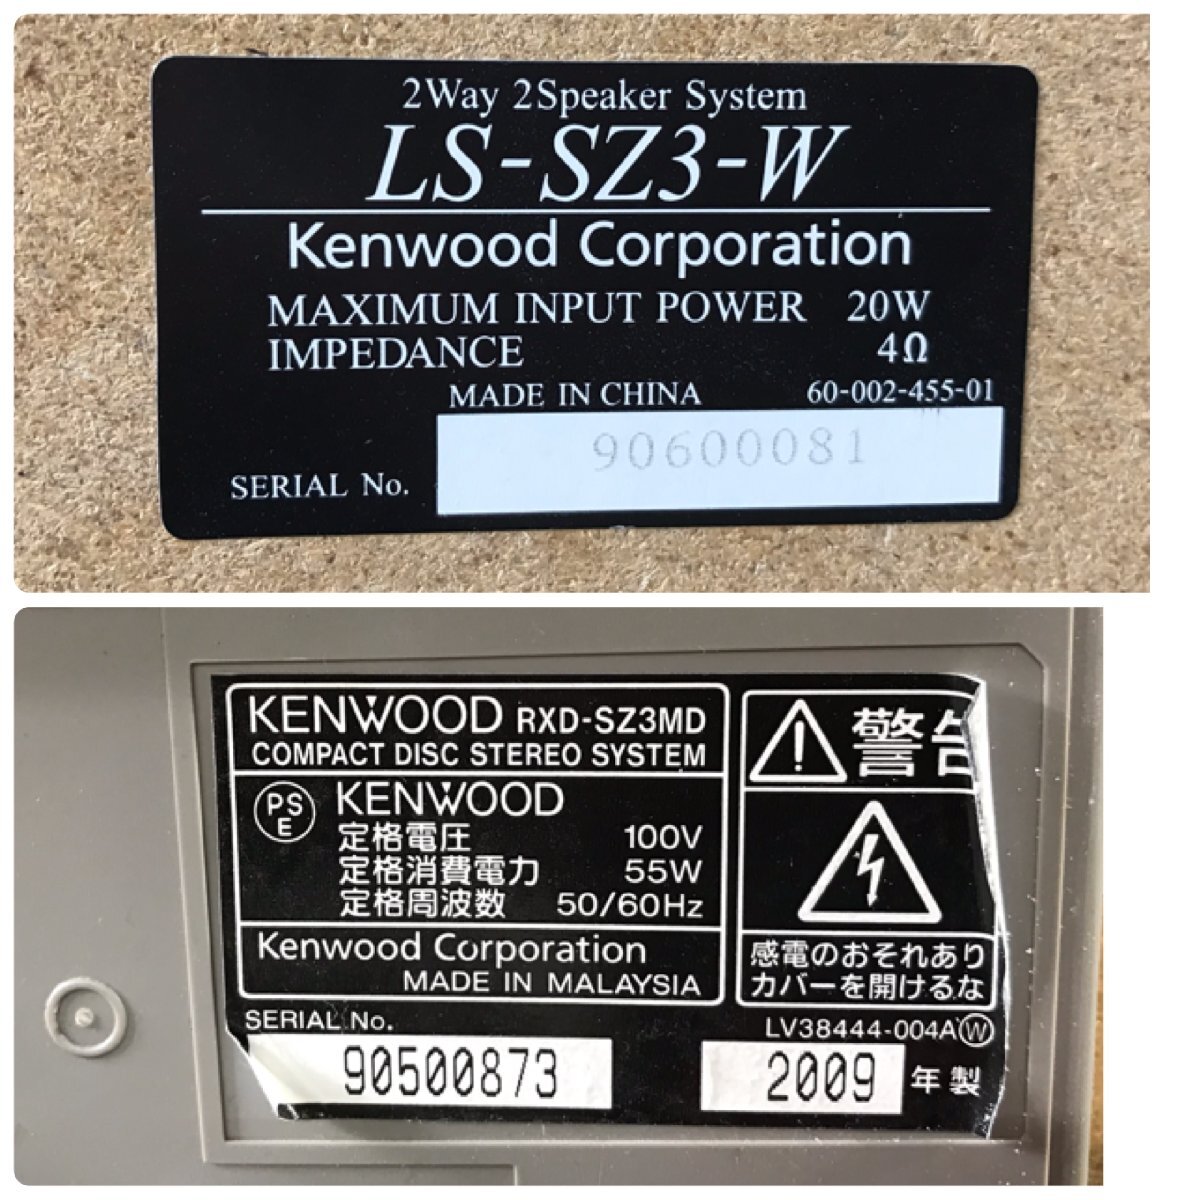 2Way 2Speaker System
LS-SZ3-W
Kenwood Corporation
MAXIMUM INPUT POWER 20W
IMPEDANCE 4Ω
MADE IN CHINA 60-002-455-01
90600081
SERIAL No.
KENWOOD RXD-SZ3MD
COMPACT DISC STEREO SYSTEM
PSE KENWOOD
定格電圧 100V
定格消費電力 55W
定格周波数 50/60Hz
Kenwood Corporation
MADE IN MALAYSIA
警告
感電のおそれあり
カバーを開けるな
SERIAL No.
LV38444-004A Ⓦ
90500873
2009 年製